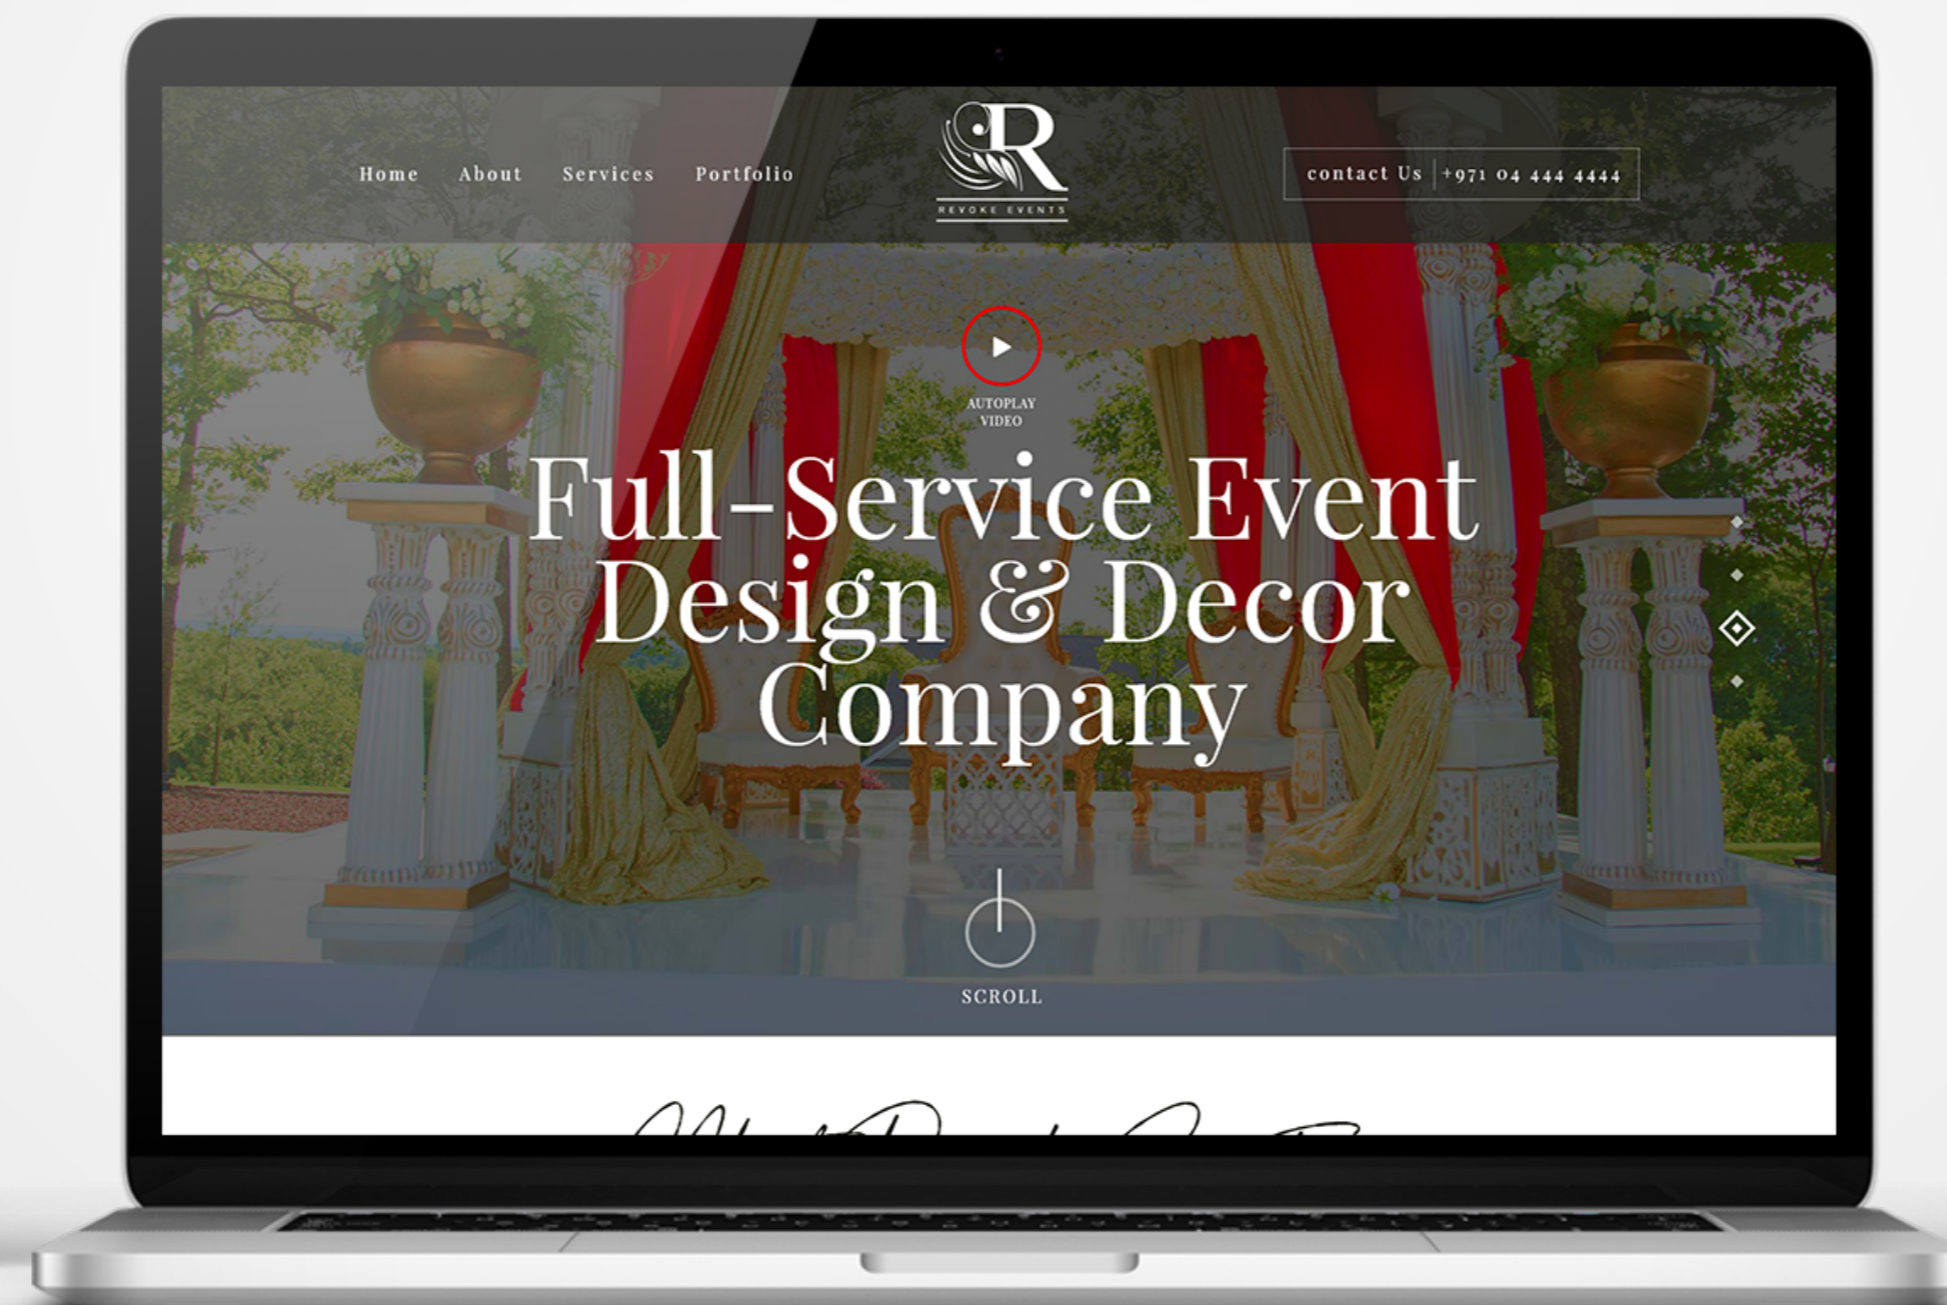 Home About Services Portfolio
R
REVOKE EVENTS
contact Us +971 04 444 4444
AUTOPLAY
VIDEO
Full-Service Event
Design & Decor
Company
SCROLL